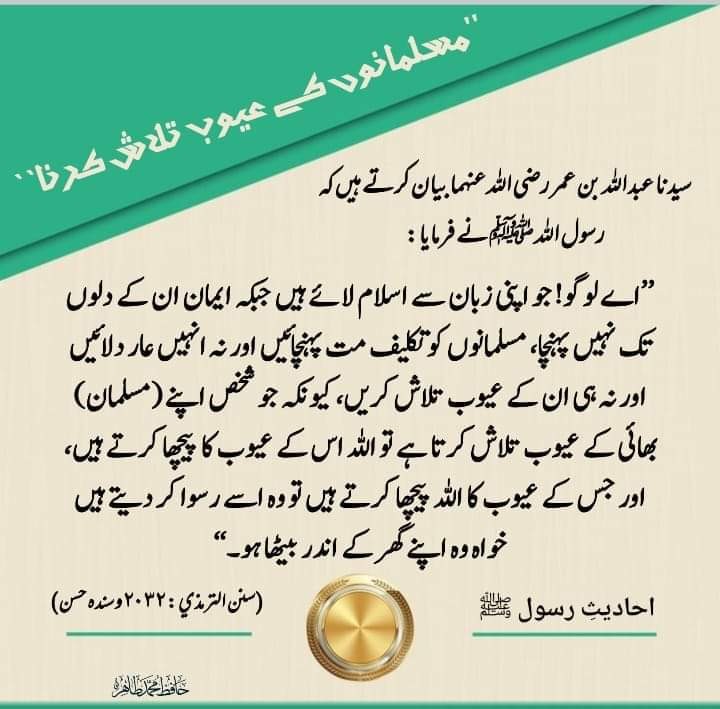 ”مسلمانوں کے عیوب تلاش کرنا“
سیدنا عبداللہ بن عمر رضی اللہ عنہما بیان کرتے ہیں کہ
رسول اللہ ﷺ نے فرمایا:
”اے لوگو! جو اپنی زبان سے اسلام لائے ہیں جبکہ ایمان ان کے دلوں
تک نہیں پہنچا، مسلمانوں کو تکلیف مت پہنچائیں اور نہ انہیں عار دلائیں
اور نہ ہی ان کے عیوب تلاش کریں، کیونکہ جو شخص اپنے (مسلمان)
بھائی کے عیوب تلاش کرتا ہے تو اللہ اس کے عیوب کا پیچھا کرتے ہیں،
اور جس کے عیوب کا اللہ پیچھا کرتے ہیں تو وہ اسے رسوا کر دیتے ہیں
خواہ وہ اپنے گھر کے اندر بیٹھا ہو۔“
احادیثِ رسول ﷺ
(سنن الترمذي: ۲۰۳۲ وسندہ حسن)
حافظ محمد طاہر